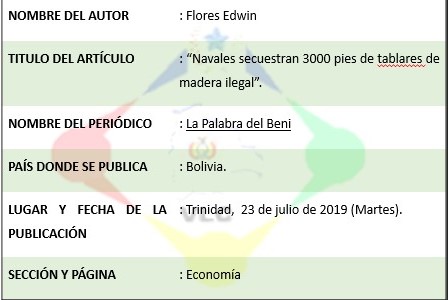 NOMBRE DEL AUTOR : Flores Edwin
TITULO DEL ARTÍCULO : “Navales secuestran 3000 pies de tablares de
madera ilegal”.
NOMBRE DEL PERIÓDICO : La Palabra del Beni
PAÍS DONDE SE PUBLICA : Bolivia.
LUGAR Y FECHA DE LA : Trinidad, 23 de julio de 2019 (Martes).
PUBLICACIÓN
SECCIÓN Y PÁGINA : Economía